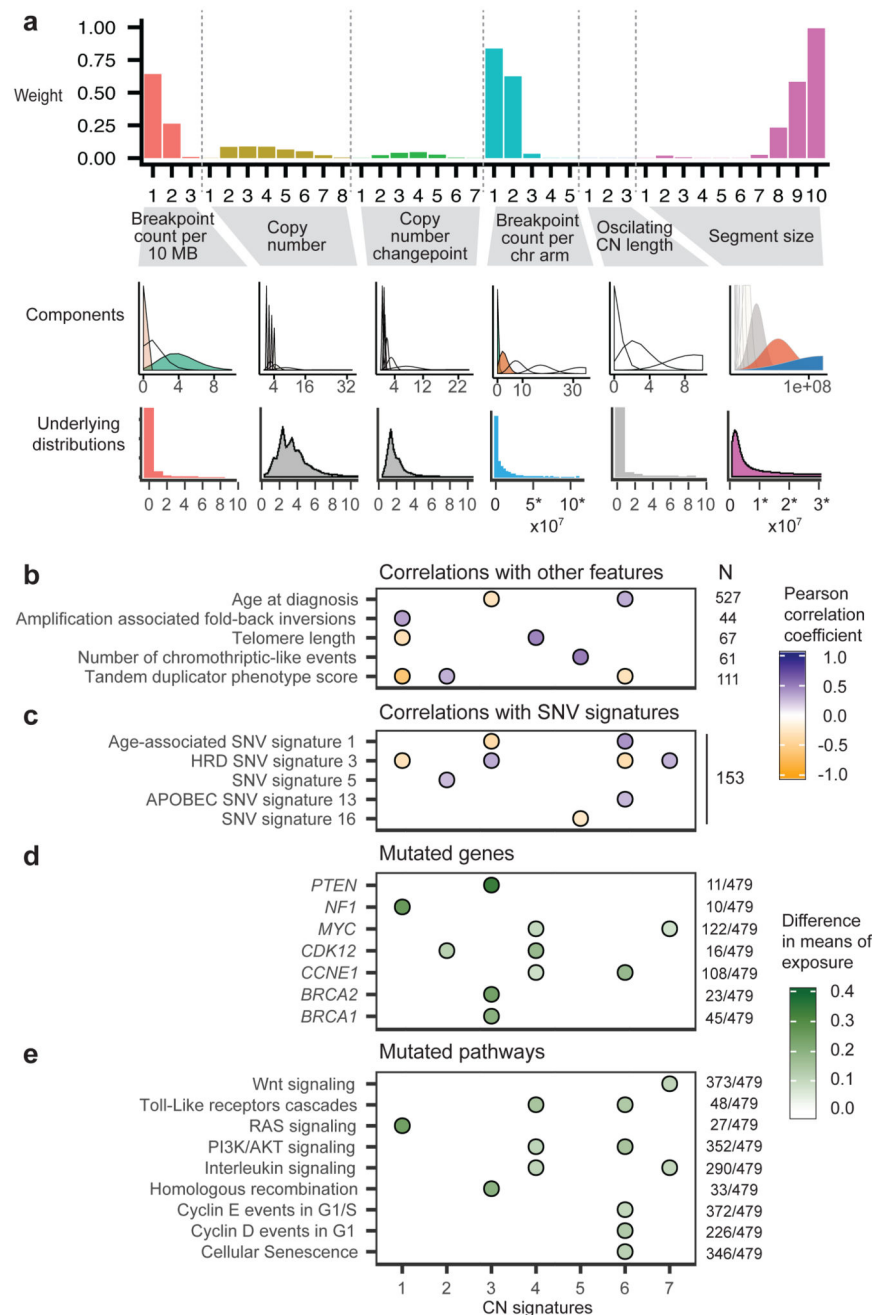 a
1.00
0.75
Weight 0.50
0.25
0.00
1 2 3 1 2 3 4 5 6 7 8 1 2 3 4 5 6 7 1 2 3 4 5 1 2 3 1 2 3 4 5 6 7 8 9 10
Breakpoint count per 10 MB
Copy number
Copy number changepoint
Breakpoint count per chr arm
Oscilating CN length
Segment size
Components
0 4 8
4 16 32
4 12 24
0 10 30
0 4 8
1e+08
Underlying distributions
0 2 4 6 8 10
0 2 4 6 8 10
0 2 4 6 8 10
0 5* 10*
x10⁷
0 2 4 6 8 10
0 1* 2* 3*
x10⁷
b Correlations with other features N
Age at diagnosis 527
Amplification associated fold-back inversions 44
Telomere length 67
Number of chromothriptic-like events 61
Tandem duplicator phenotype score 111
Pearson
correlation
coefficient
1.0
0.5
0.0
-0.5
-1.0
c Correlations with SNV signatures
Age-associated SNV signature 1
HRD SNV signature 3
SNV signature 5 153
APOBEC SNV signature 13
SNV signature 16
d Mutated genes
PTEN 11/479
NF1 10/479
MYC 122/479
CDK12 16/479
CCNE1 108/479
BRCA2 23/479
BRCA1 45/479
Difference
in means of
exposure
0.4
0.3
0.2
0.1
0.0
e Mutated pathways
Wnt signaling 373/479
Toll-Like receptors cascades 48/479
RAS signaling 27/479
PI3K/AKT signaling 352/479
Interleukin signaling 290/479
Homologous recombination 33/479
Cyclin E events in G1/S 372/479
Cyclin D events in G1 226/479
Cellular Senescence 346/479
1 2 3 4 5 6 7
CN signatures